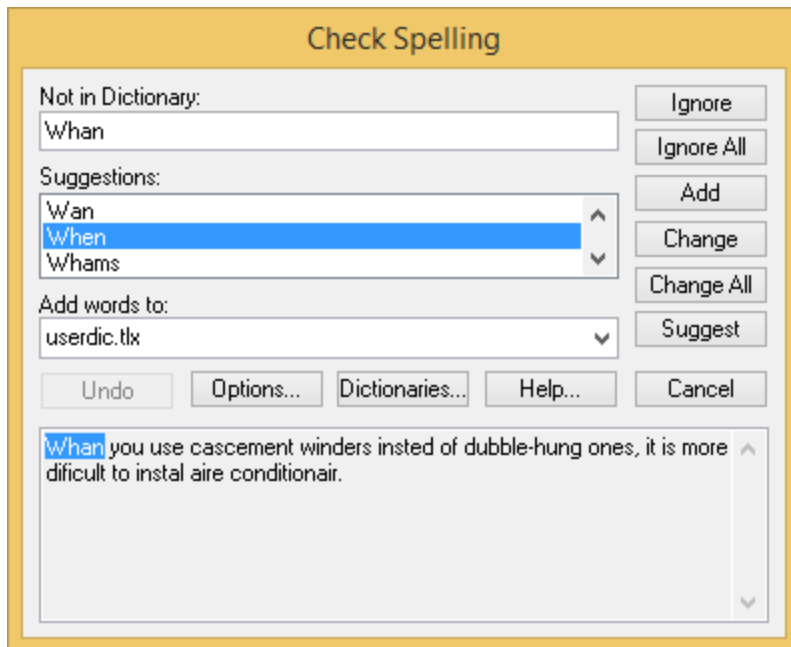 Check Spelling
Not in Dictionary:
Whan
Ignore
Ignore All
Suggestions:
Wan
When
Whams
Add
Change
Change All
Add words to:
userdic.tlx
Suggest
Undo
Options...
Dictionaries...
Help...
Cancel
Whan you use cascement winders insted of dubble-hung ones, it is more
dificult to instal aire conditionair.